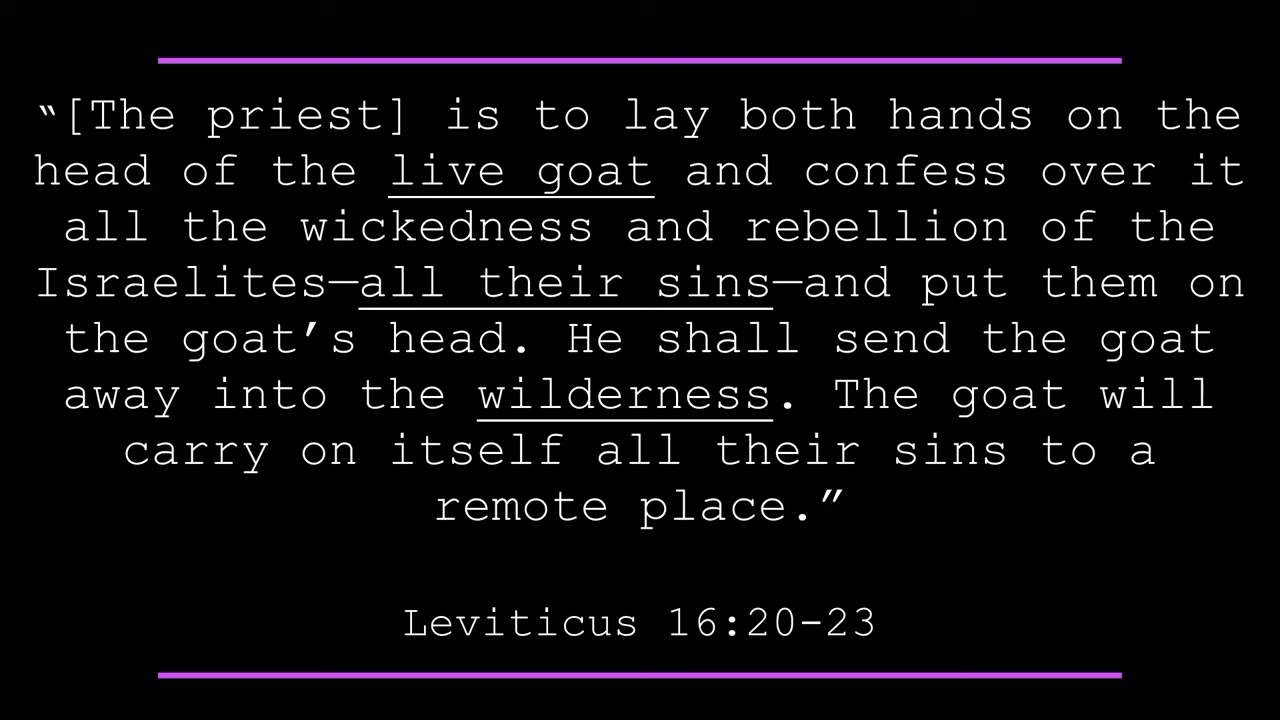 “[The priest] is to lay both hands on the
head of the live goat and confess over it
all the wickedness and rebellion of the
Israelites—all their sins—and put them on
the goat’s head. He shall send the goat
away into the wilderness. The goat will
carry on itself all their sins to a
remote place.”
Leviticus 16:20-23